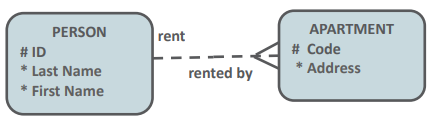 PERSON
# ID
* Last Name
* First Name
rent
rented by
APARTMENT
# Code
* Address